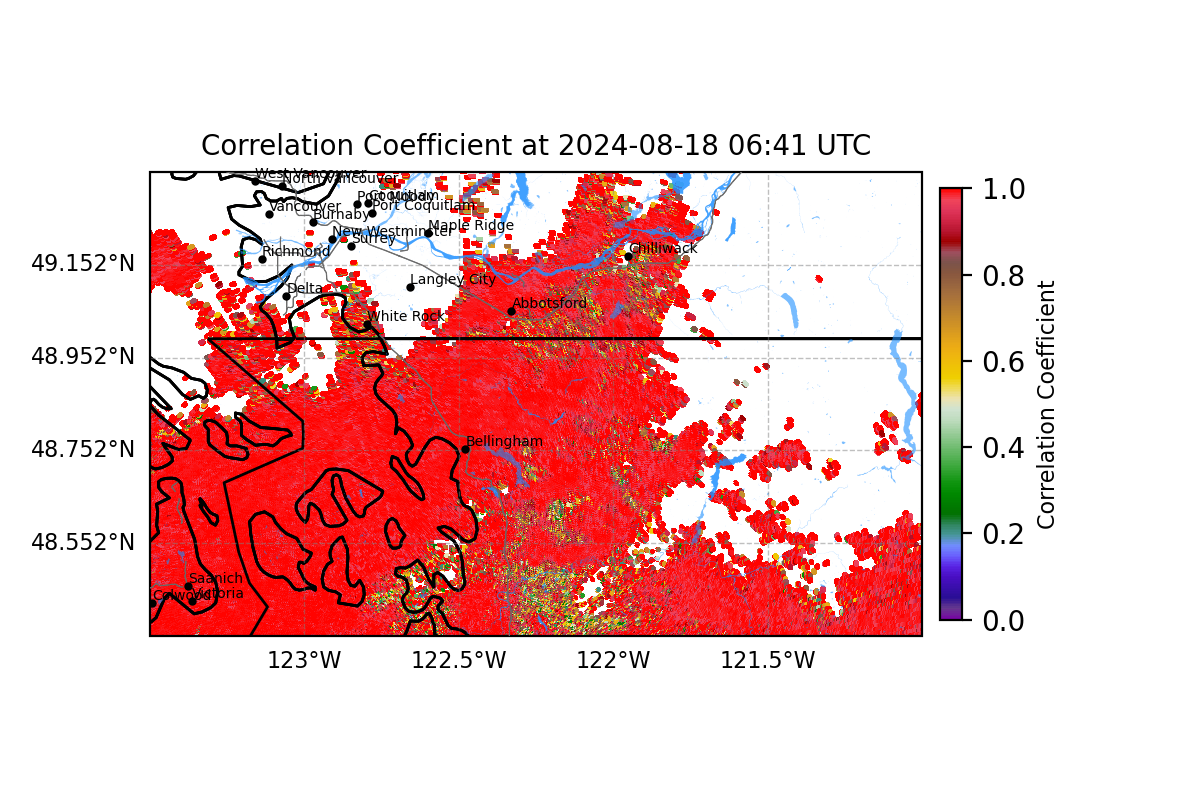 Correlation Coefficient at 2024-08-18 06:41 UTC
West Vancouver
North Vancouver
Port Moody
Coquitlam
Vancouver
Port Coquitlam
Burnaby
Maple Ridge
New Westminster
Surrey
Richmond
Chilliwack
Langley City
Delta
Abbotsford
White Rock
Bellingham
Saanich
Victoria
Colwood
49.152°N
48.952°N
48.752°N
48.552°N
123°W
122.5°W
122°W
121.5°W
1.0
0.8
0.6
0.4
0.2
0.0
Correlation Coefficient